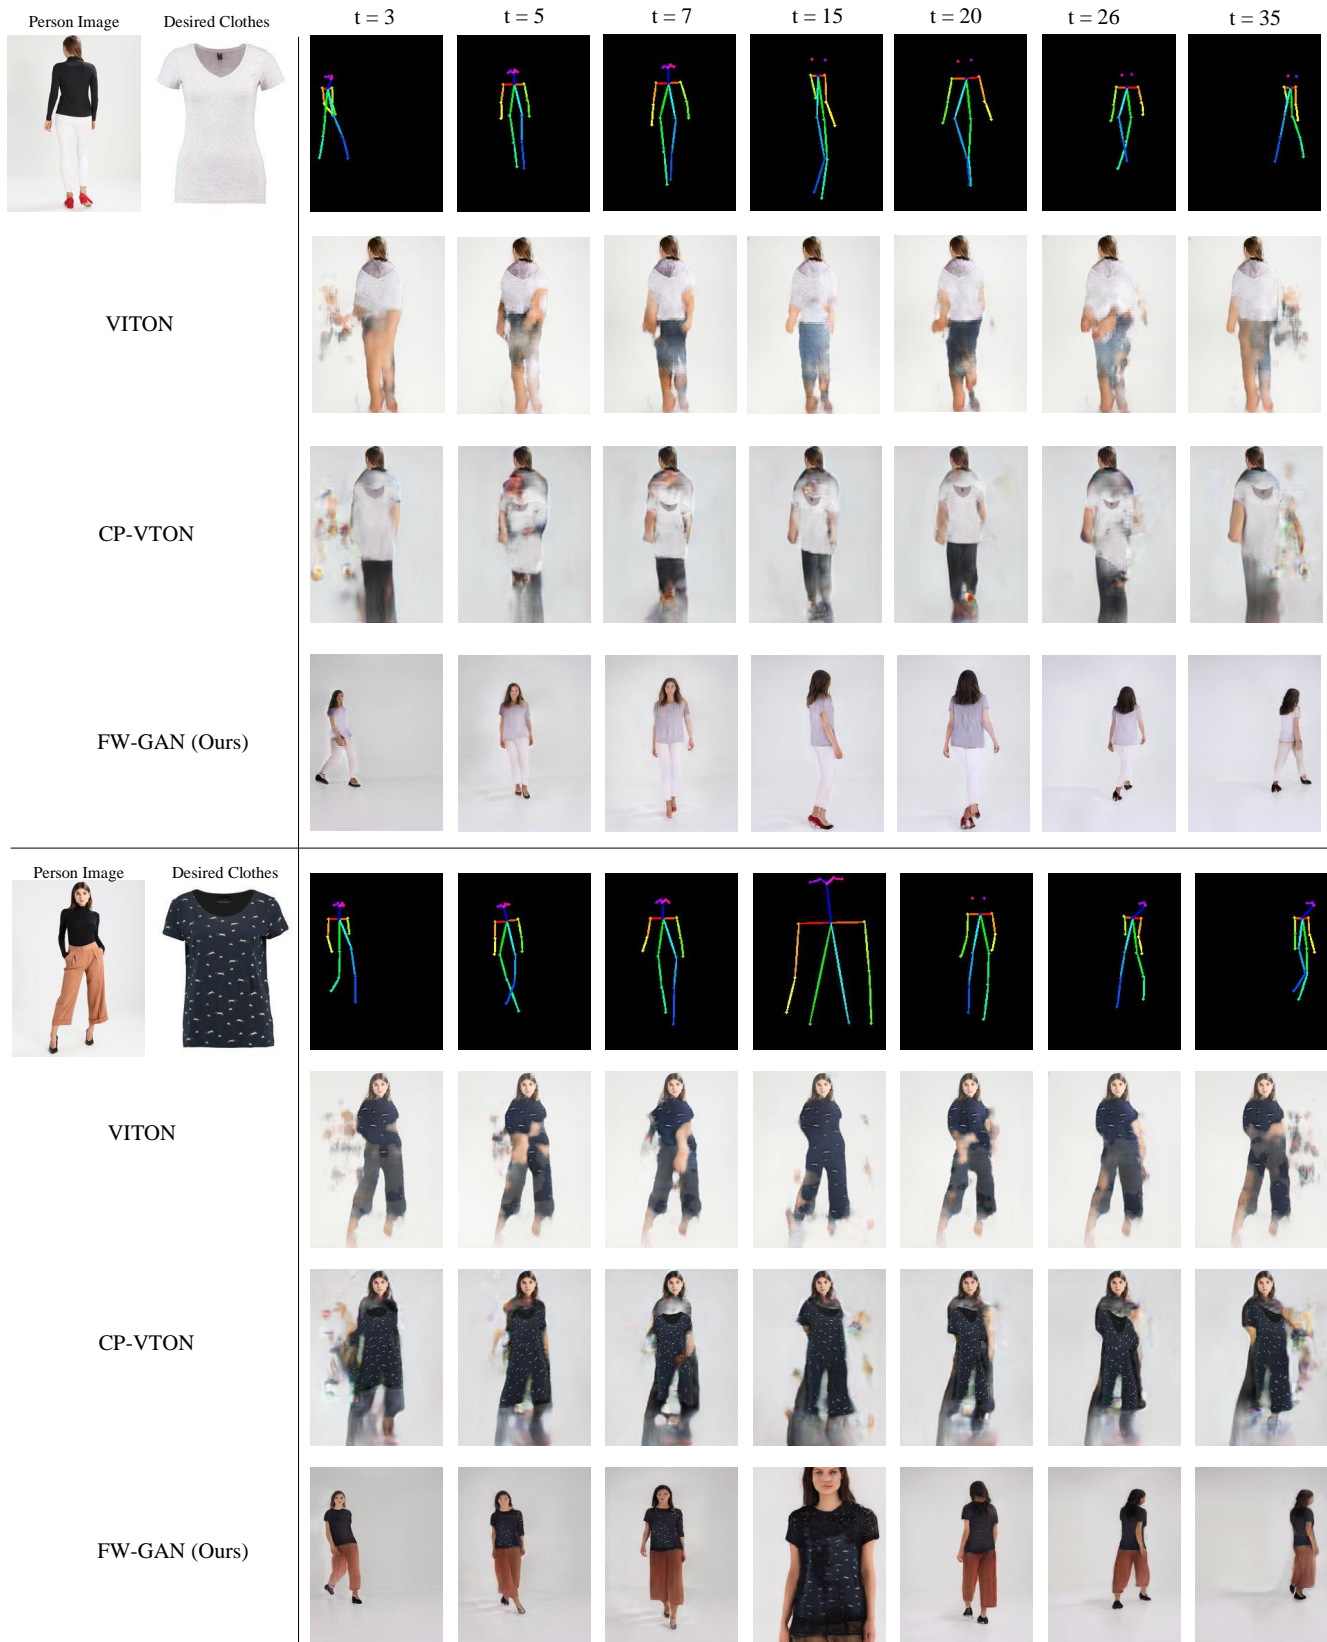 Person Image Desired Clothes t = 3 t = 5 t = 7 t = 15 t = 20 t = 26 t = 35
VITON
CP-VTON
FW-GAN (Ours)
Person Image Desired Clothes
VITON
CP-VTON
FW-GAN (Ours)